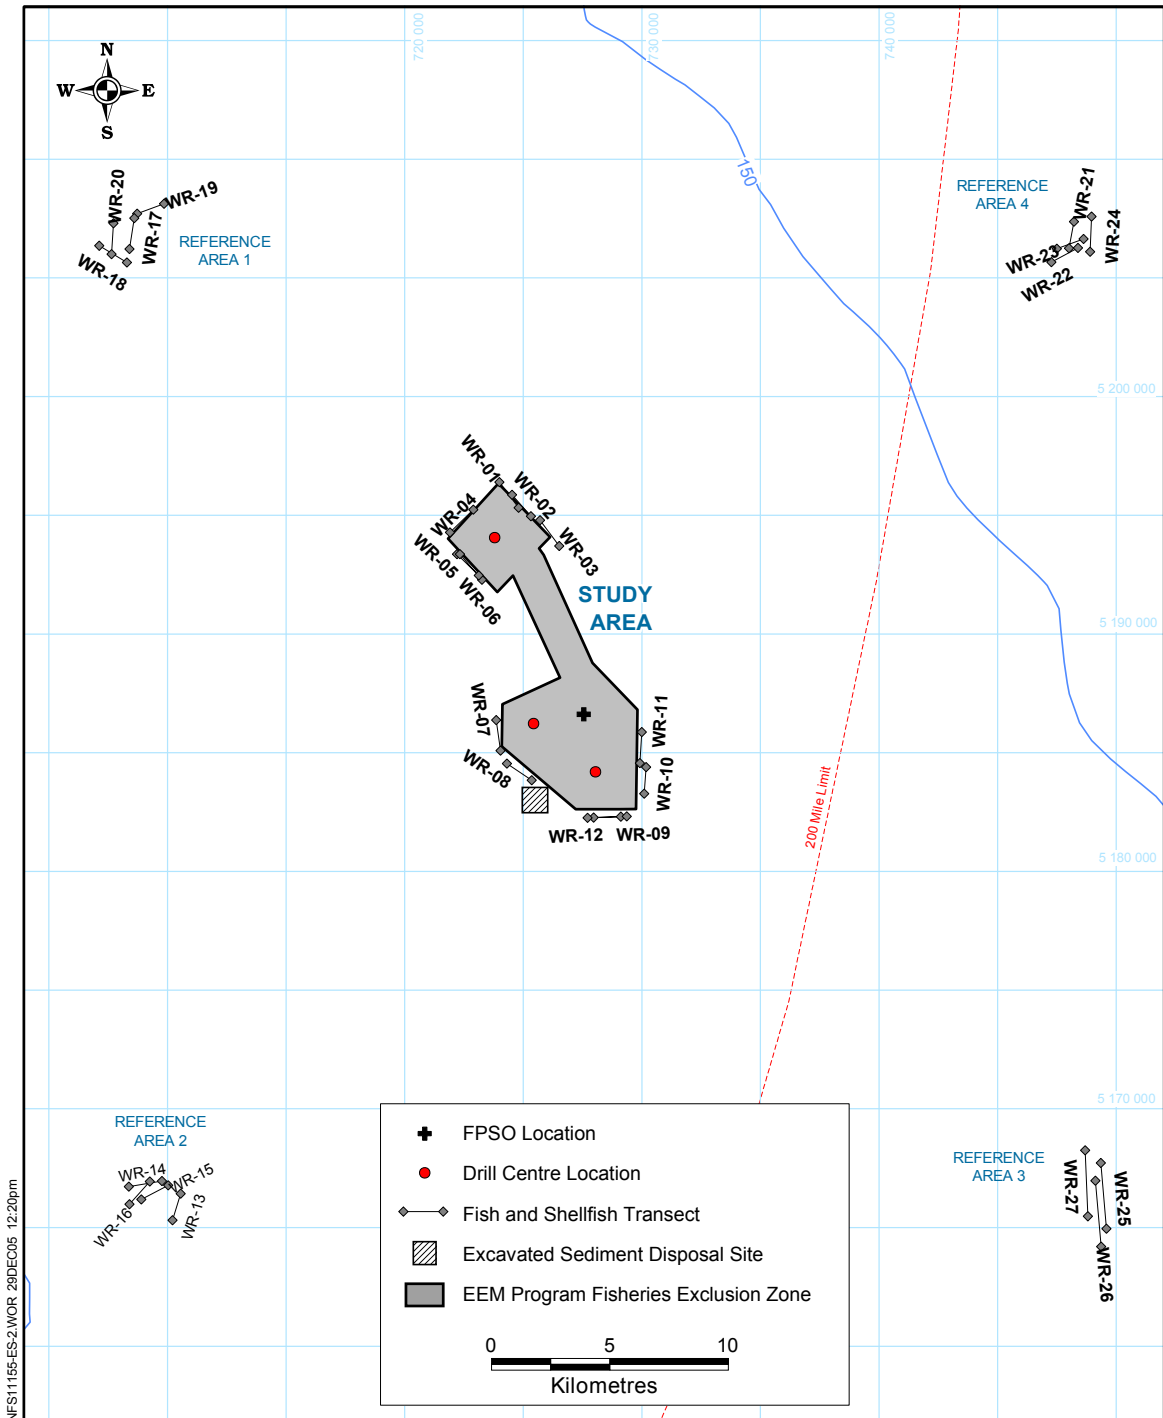 720 000
730 000
740 000
N
W E
S
150
WR-20
WR-19
WR-17
WR-18
REFERENCE
AREA 1
REFERENCE
AREA 4
WR-21
WR-24
WR-23
WR-22
5 200 000
WR-01
WR-02
WR-04
WR-03
WR-05
WR-06
STUDY
AREA
5 190 000
WR-07
WR-11
WR-08
WR-10
WR-12
WR-09
200 Mile Limit
5 180 000
5 170 000
REFERENCE
AREA 2
WR-14
WR-15
WR-16
WR-13
REFERENCE
AREA 3
WR-27
WR-25
WR-26
FPSO Location
Drill Centre Location
Fish and Shellfish Transect
Excavated Sediment Disposal Site
EEM Program Fisheries Exclusion Zone
0 5 10
Kilometres
NFS11155-ES-2.WOR 29DEC05 12:20pm